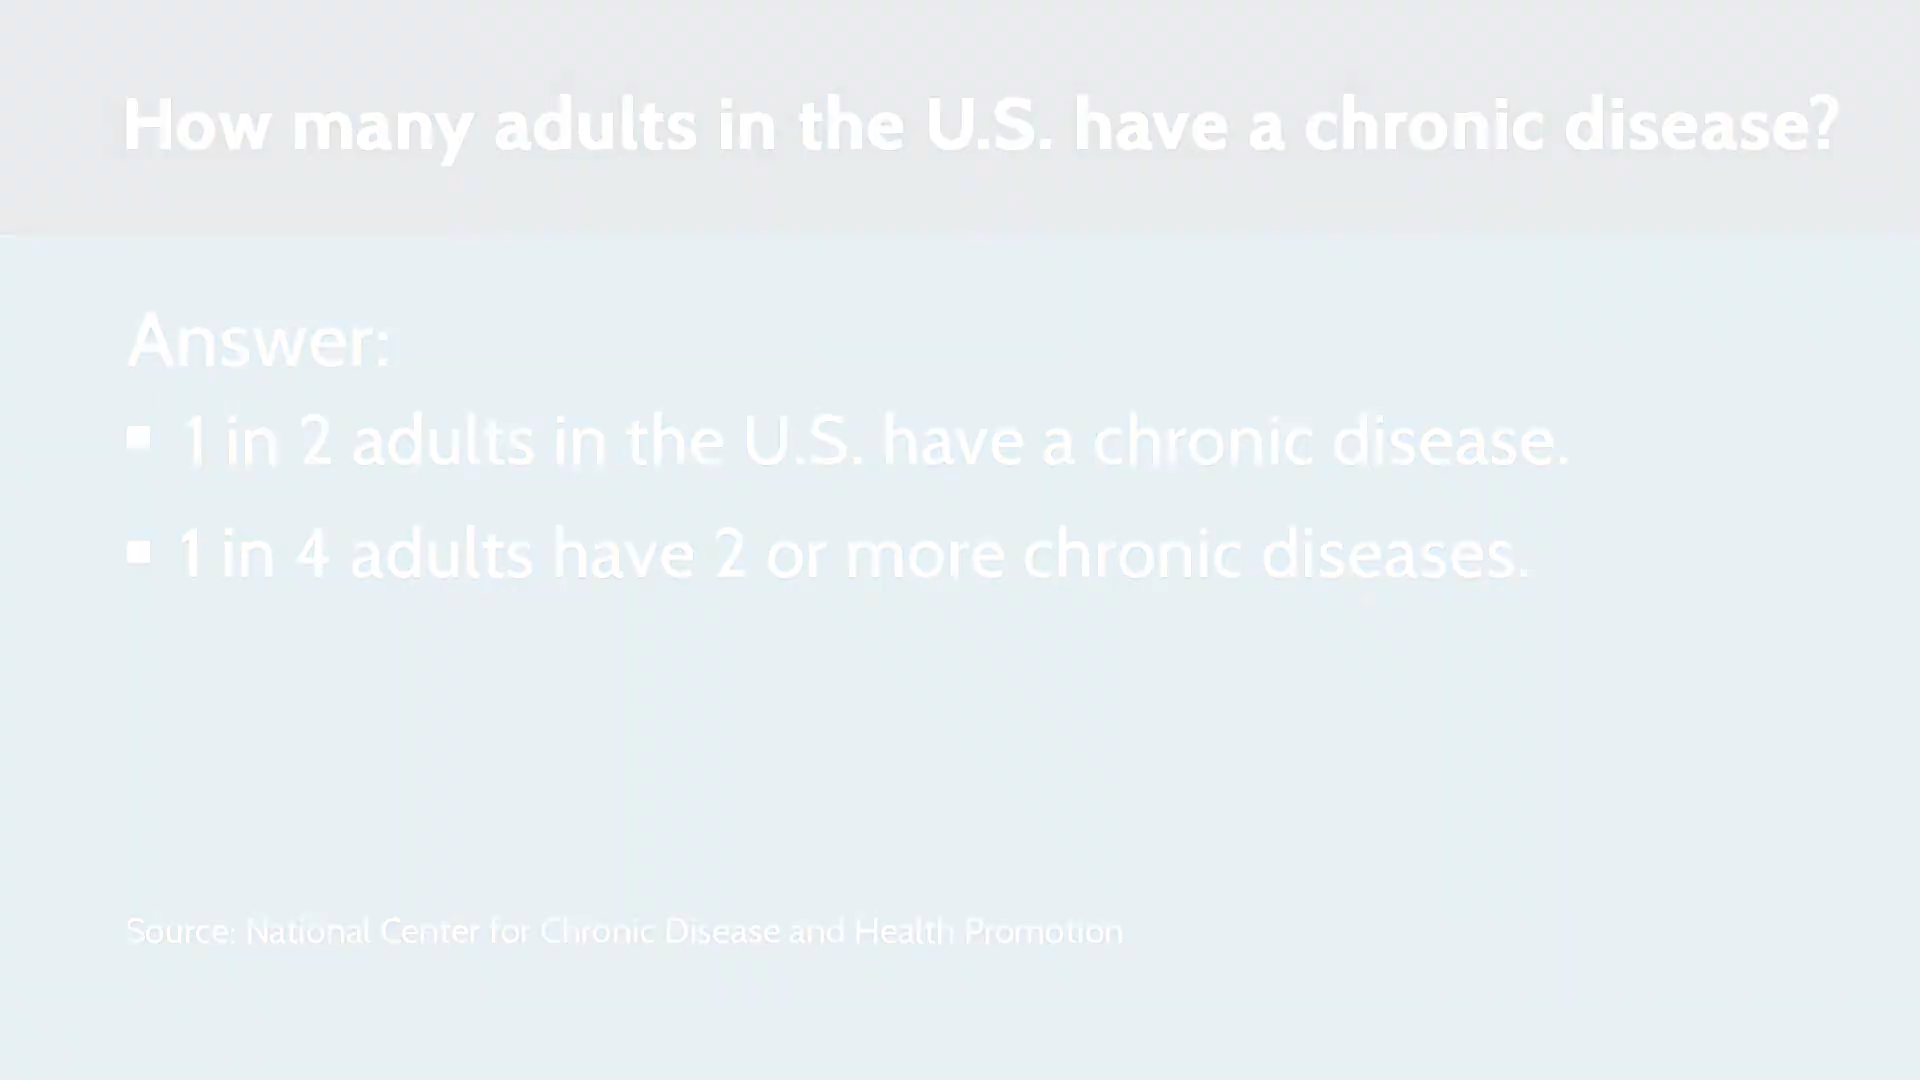 How many adults in the U.S. have a chronic disease?
Answer:
▪ 1 in 2 adults in the U.S. have a chronic disease.
▪ 1 in 4 adults have 2 or more chronic diseases.
Source: National Center for Chronic Disease and Health Promotion